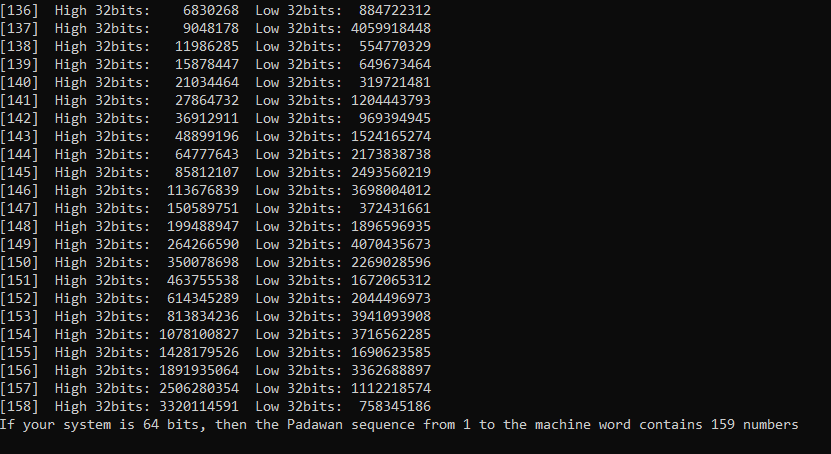 [136]  High 32bits:    6830268  Low 32bits:  884722312
[137]  High 32bits:    9048178  Low 32bits: 4059918448
[138]  High 32bits:   11986285  Low 32bits:  554770329
[139]  High 32bits:   15878447  Low 32bits:  649673464
[140]  High 32bits:   21034464  Low 32bits:  319721481
[141]  High 32bits:   27864732  Low 32bits: 1204443793
[142]  High 32bits:   36912911  Low 32bits:  969394945
[143]  High 32bits:   48899196  Low 32bits: 1524165274
[144]  High 32bits:   64777643  Low 32bits: 2173838738
[145]  High 32bits:   85812107  Low 32bits: 2493560219
[146]  High 32bits:  113676839  Low 32bits: 3698004012
[147]  High 32bits:  150589751  Low 32bits:  372431661
[148]  High 32bits:  199488947  Low 32bits: 1896596935
[149]  High 32bits:  264266590  Low 32bits: 4070435673
[150]  High 32bits:  350078698  Low 32bits: 2269028596
[151]  High 32bits:  463755538  Low 32bits: 1672065312
[152]  High 32bits:  614345289  Low 32bits: 2044496973
[153]  High 32bits:  813834236  Low 32bits: 3941093908
[154]  High 32bits: 1078100827  Low 32bits: 3716562285
[155]  High 32bits: 1428179526  Low 32bits: 1690623585
[156]  High 32bits: 1891935064  Low 32bits: 3362688897
[157]  High 32bits: 2506280354  Low 32bits: 1112218574
[158]  High 32bits: 3320114591  Low 32bits:  758345186
If your system is 64 bits, then the Padawan sequence from 1 to the machine word contains 159 numbers